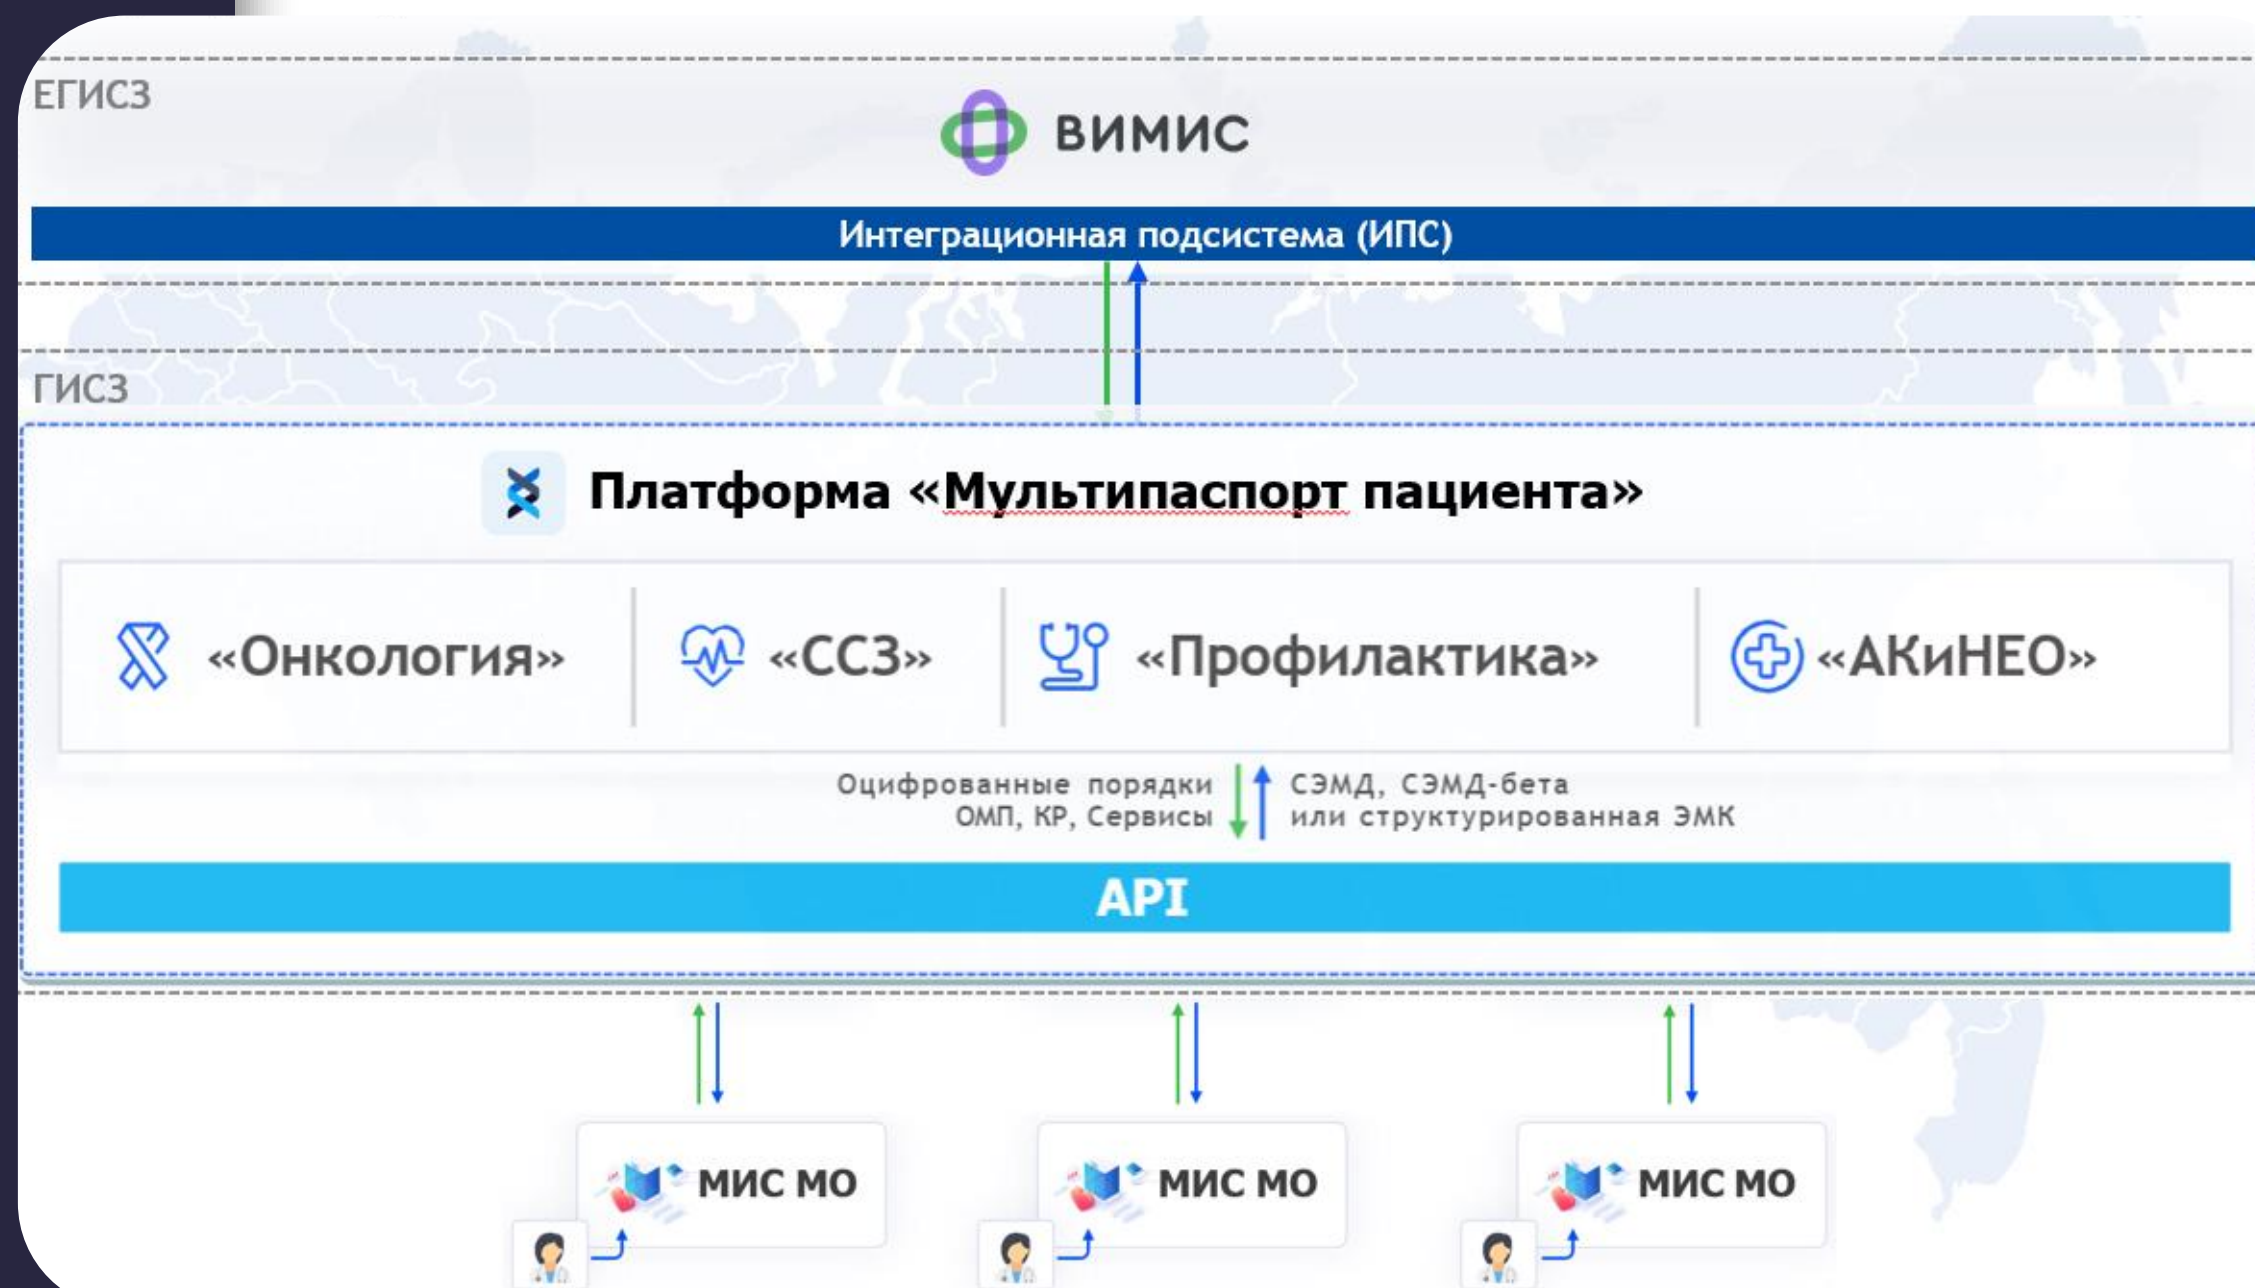 ЕГИСЗ
ВИМИС
Интеграционная подсистема (ИПС)
ГИСЗ
Платформа «Мультипаспорт пациента»
«Онкология»
«ССЗ»
«Профилактика»
«АКиНЕО»
Оцифрованные порядки
ОМП, КР, Сервисы
СЭМД, СЭМД-бета
или структурированная ЭМК
API
МИС МО
МИС МО
МИС МО